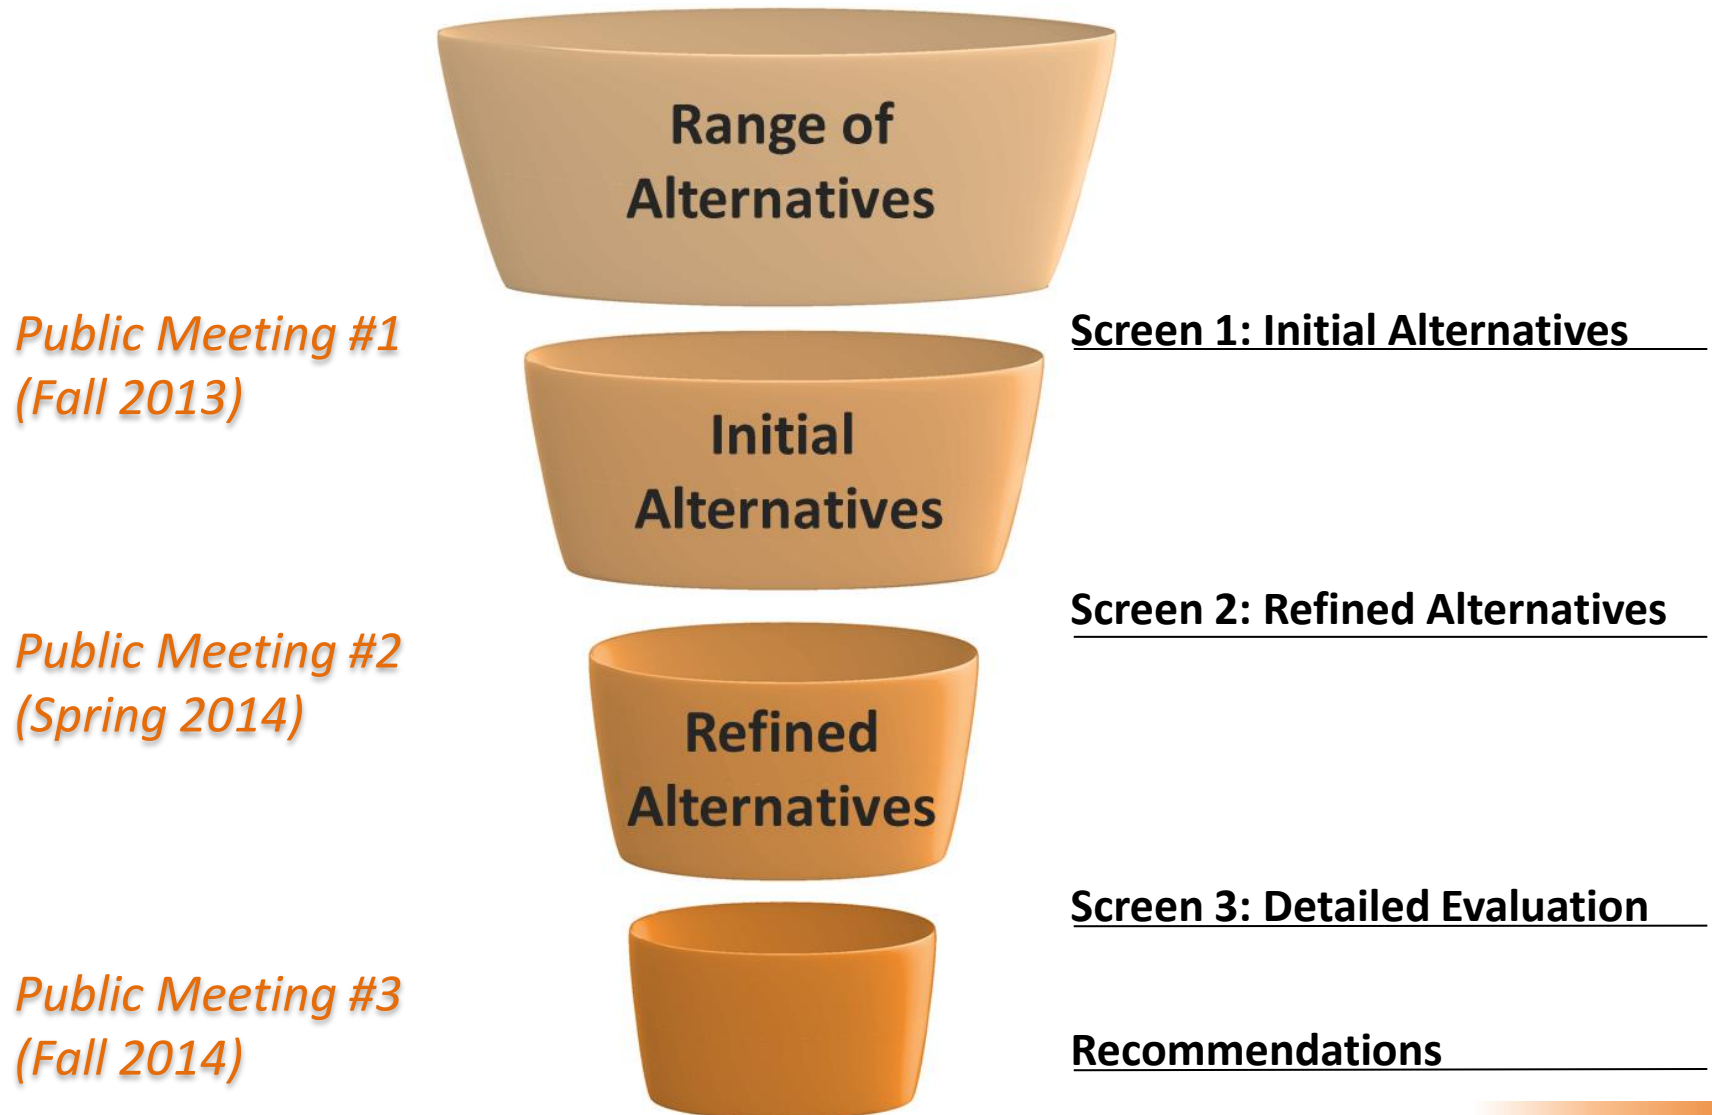 Range of
Alternatives
Public Meeting #1
(Fall 2013)
Screen 1: Initial Alternatives
Initial
Alternatives
Screen 2: Refined Alternatives
Public Meeting #2
(Spring 2014)
Refined
Alternatives
Screen 3: Detailed Evaluation
Public Meeting #3
(Fall 2014)
Recommendations